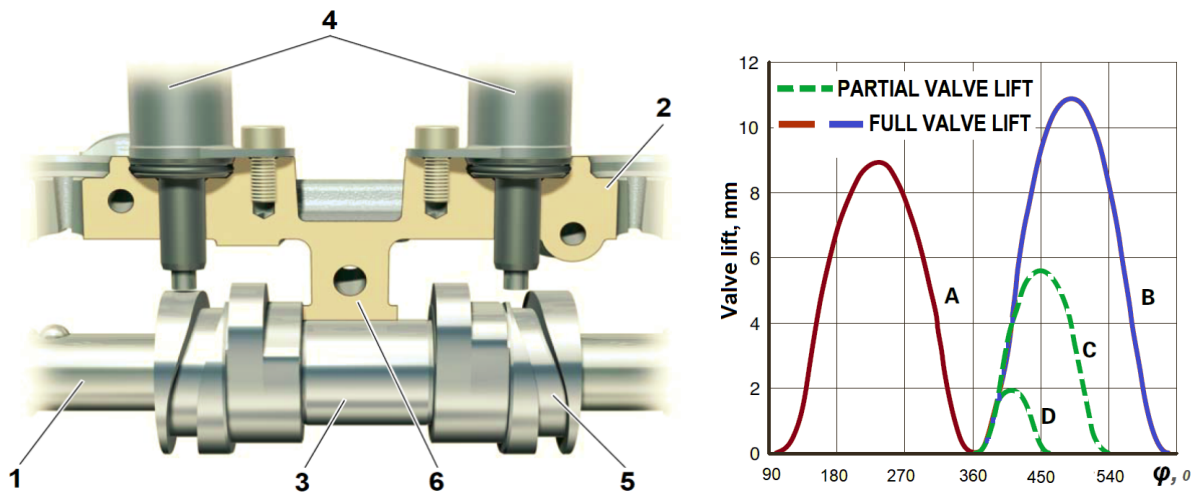 4
2
1
3
6
5
12
10
8
6
4
2
0
Valve lift, mm
PARTIAL VALVE LIFT
FULL VALVE LIFT
A
B
C
D
90
180
270
360
450
540
φ, 0